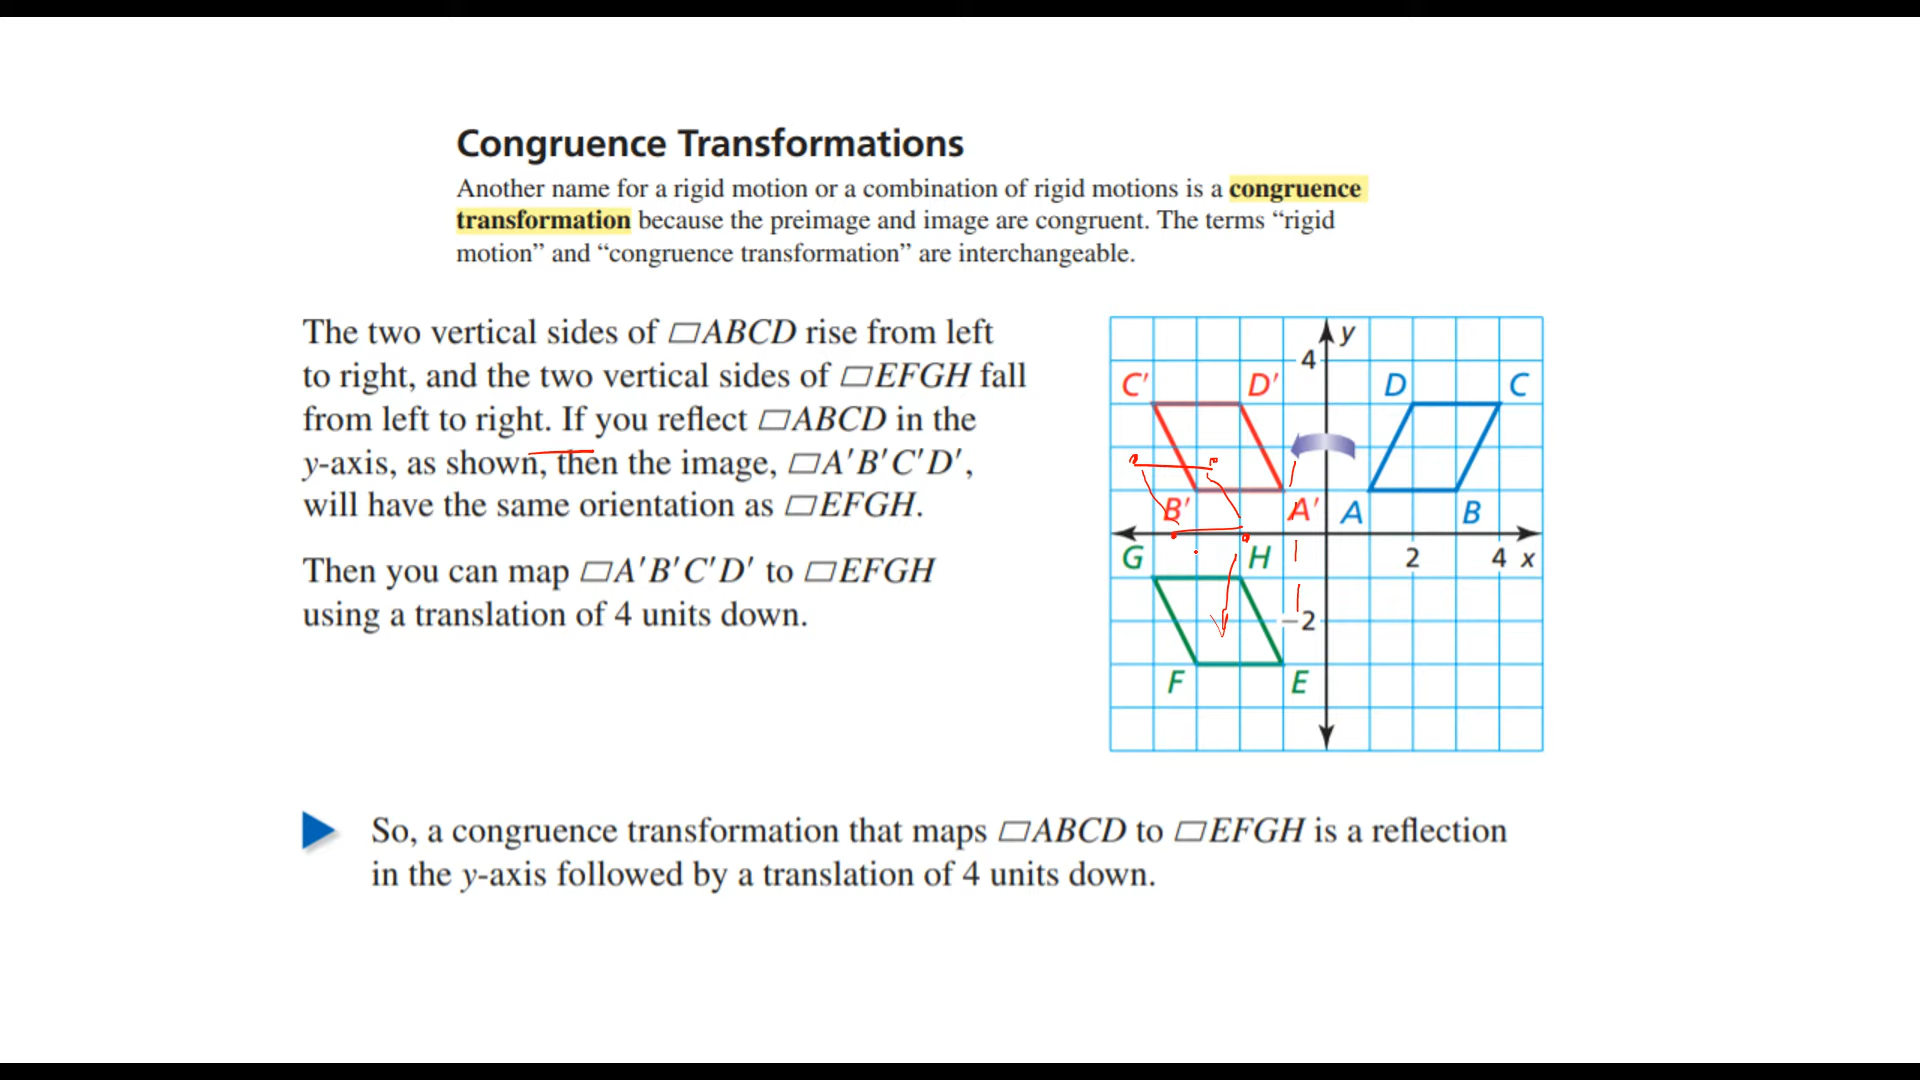 Congruence Transformations
Another name for a rigid motion or a combination of rigid motions is a congruence
transformation because the preimage and image are congruent. The terms “rigid
motion” and “congruence transformation” are interchangeable.
The two vertical sides of ▱ABCD rise from left
to right, and the two vertical sides of ▱EFGH fall
from left to right. If you reflect ▱ABCD in the
y-axis, as shown, then the image, ▱A′B′C′D′,
will have the same orientation as ▱EFGH.
Then you can map ▱A′B′C′D′ to ▱EFGH
using a translation of 4 units down.
y
4
C′ D′ D C
B′ A′ A B
G H 2 4 x
−2
F E
So, a congruence transformation that maps ▱ABCD to ▱EFGH is a reflection
in the y-axis followed by a translation of 4 units down.